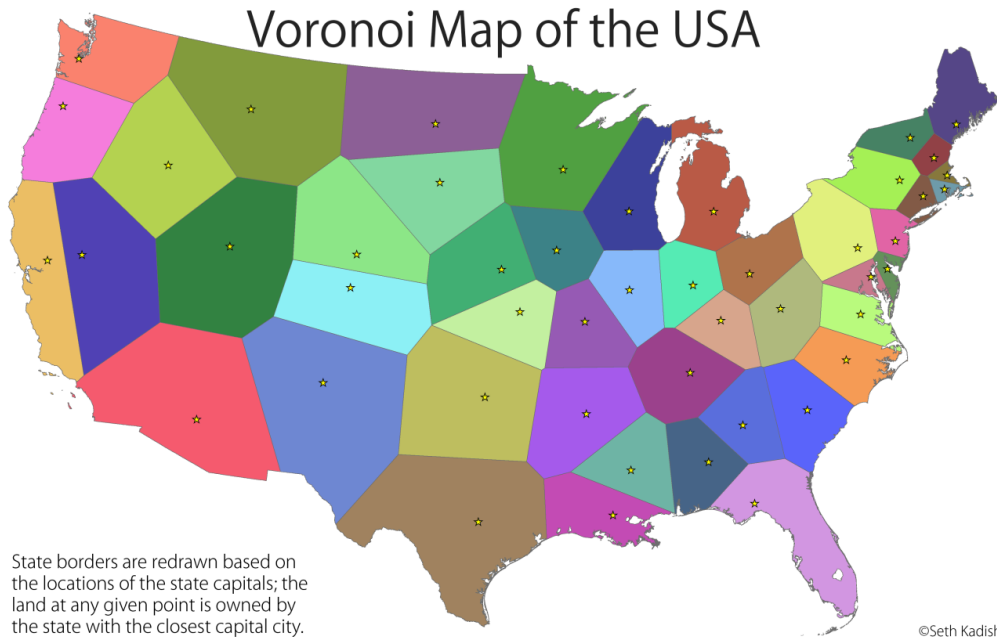 Voronoi Map of the USA
State borders are redrawn based on
the locations of the state capitals; the
land at any given point is owned by
the state with the closest capital city.
©Seth Kadish